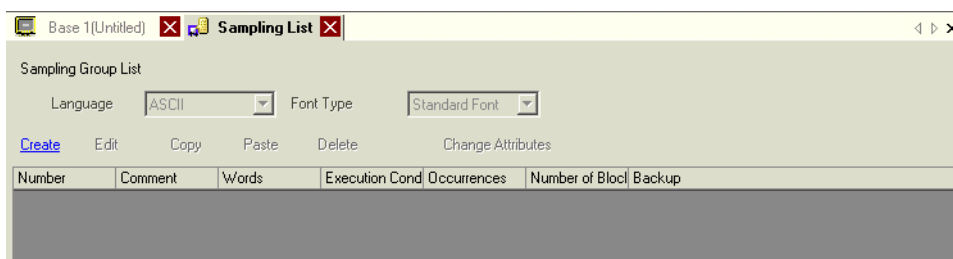 Base 1(Untitled) Sampling List
Sampling Group List
Language ASCII Font Type Standard Font
Create Edit Copy Paste Delete Change Attributes
Number Comment Words Execution Cond Occurrences Number of Blocl Backup